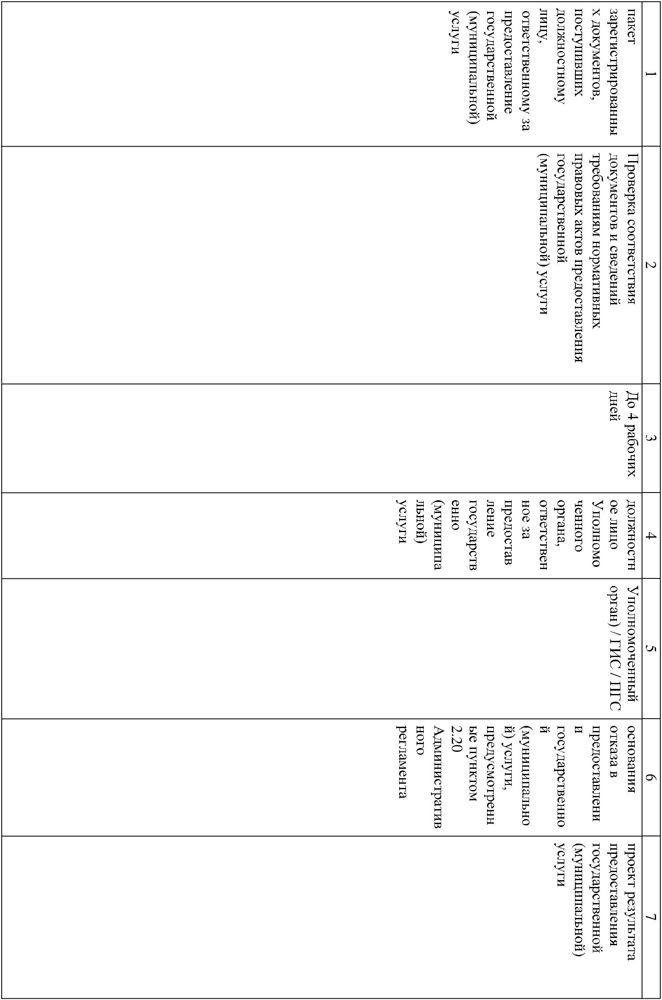 1
2
3
4
5
6
7
пакет
зарегистрированны
х документов,
поступивших
должностному
лицу,
ответственному за
предоставление
государственной
(муниципальной)
услуги
Проверка соответствия
документов и сведений
требованиям нормативных
правовых актов предоставления
государственной
(муниципальной) услуги
До 4 рабочих
дней
должностн
ое лицо
Уполномо
ченного
органа,
ответствен
ное за
предостав
ление
государств
енно
(муниципа
льной)
услуги
Уполномоченный
орган) / ГИС / ПГС
основания
отказа в
предоставлени
и
государственно
й
(муниципально
й) услуги,
предусмотренн
ые пунктом
2.20
Административ
ного
регламента
проект результата
предоставления
государственной
(муниципальной)
услуги